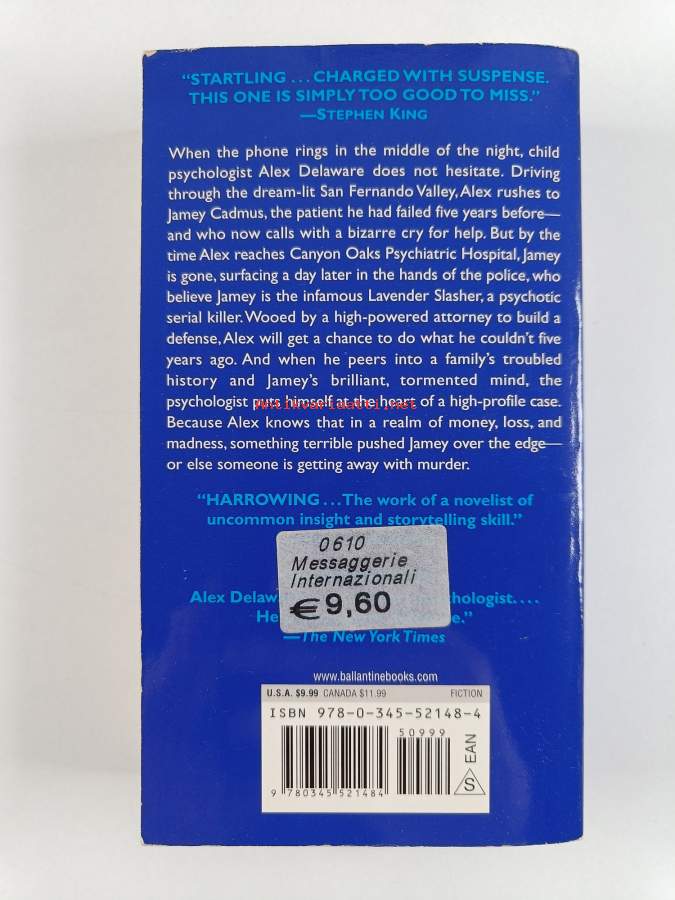 “STARTLING . . . CHARGED WITH SUSPENSE.
THIS ONE IS SIMPLY TOO GOOD TO MISS.”
—STEPHEN KING
When the phone rings in the middle of the night, child
psychologist Alex Delaware does not hesitate. Driving
through the dream-lit San Fernando Valley, Alex rushes to
Jamey Cadmus, the patient he had failed five years before—
and who now calls with a bizarre cry for help. But by the
time Alex reaches Canyon Oaks Psychiatric Hospital, Jamey
is gone, surfacing a day later in the hands of the police, who
believe Jamey is the infamous Lavender Slasher, a psychotic
serial killer. Wooed by a high-powered attorney to build a
defense, Alex will get a chance to do what he couldn’t five
years ago. And when he peers into a family’s troubled
history and Jamey’s brilliant, tormented mind, the
psychologist puts himself at the heart of a high-profile case.
Antikvariaatti.net
Because Alex knows that in a realm of money, loss, and
madness, something terrible pushed Jamey over the edge—
or else someone is getting away with murder.
“HARROWING . . . The work of a novelist of
uncommon insight and storytelling skill.”
0610
Messaggerie
Internazionali
€9,60
Alex Delaw
He
—The New York Times
www.ballantinebooks.com
U.S.A. $9.99 CANADA $11.99 FICTION
ISBN 978-0-345-52148-4
50999
9 780345 521484
S EAN